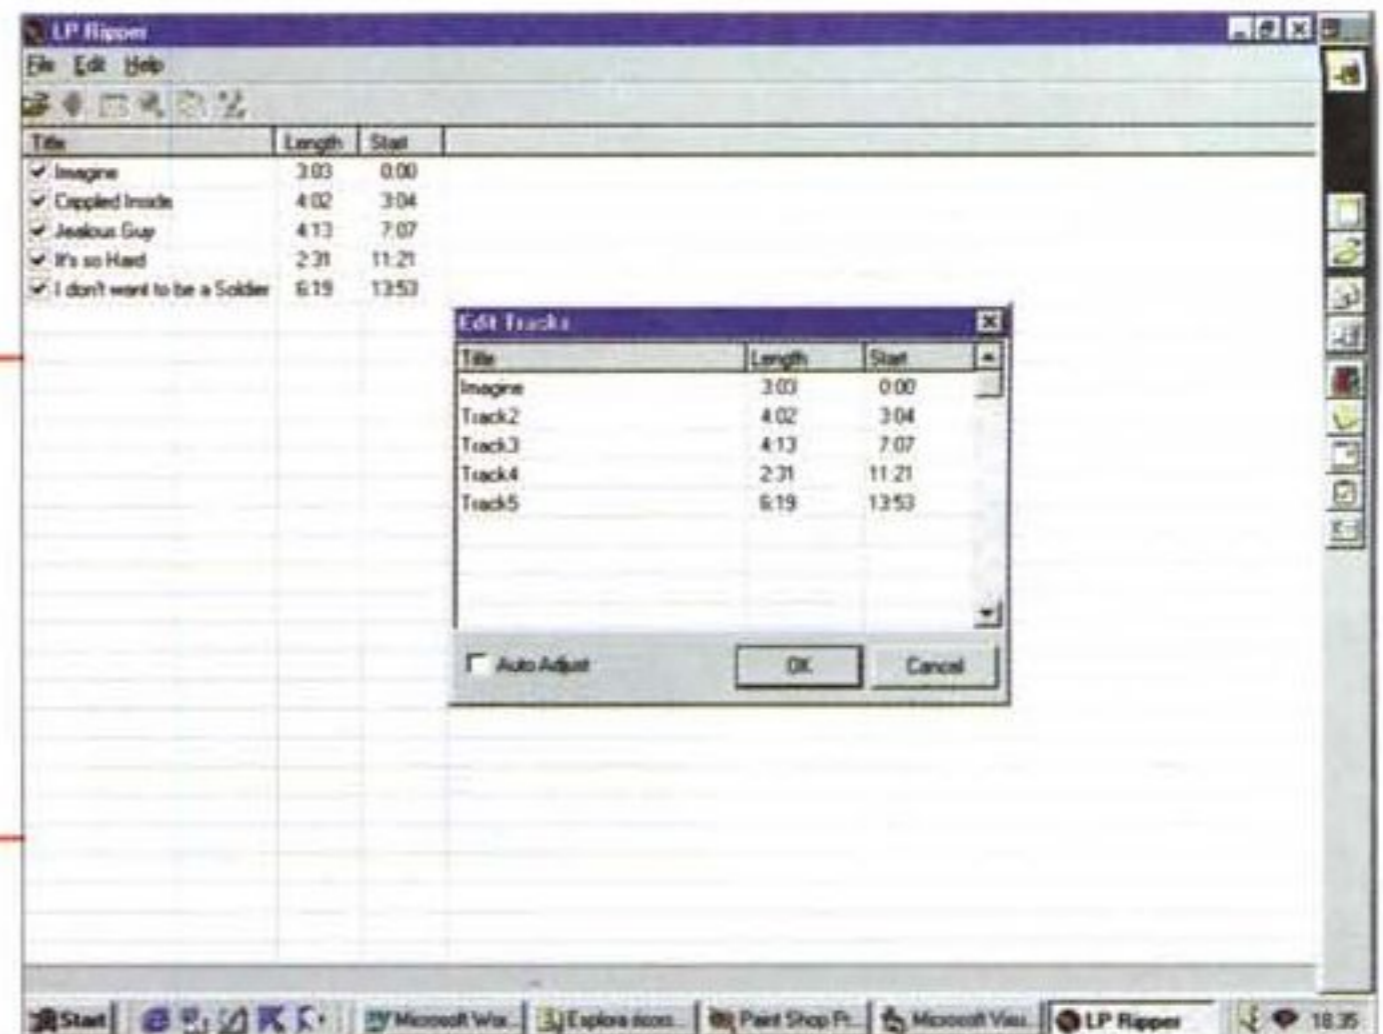 LP Ripper
File Edit Help
Title Length Start
Imagine 3:03 0:00
Crippled Inside 4:02 3:04
Jealous Guy 4:13 7:07
It's so Hard 2:31 11:21
I don't want to be a Soldier 6:19 13:53
Edit Tracks
Title Length Start
Imagine 3:03 0:00
Track2 4:02 3:04
Track3 4:13 7:07
Track4 2:31 11:21
Track5 6:19 13:53
Auto Adjust OK Cancel
Start Microsoft Wor... Paint Shop Pr... Microsoft Visu... LP Ripper 18.35